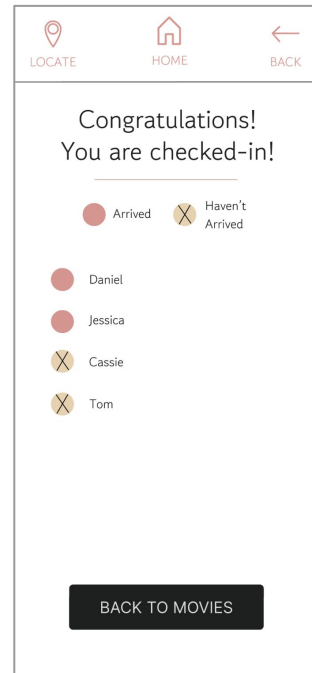 LOCATE
HOME
BACK
Congratulations!
You are checked-in!
Arrived
Haven't
Arrived
Daniel
Jessica
Cassie
Tom
BACK TO MOVIES